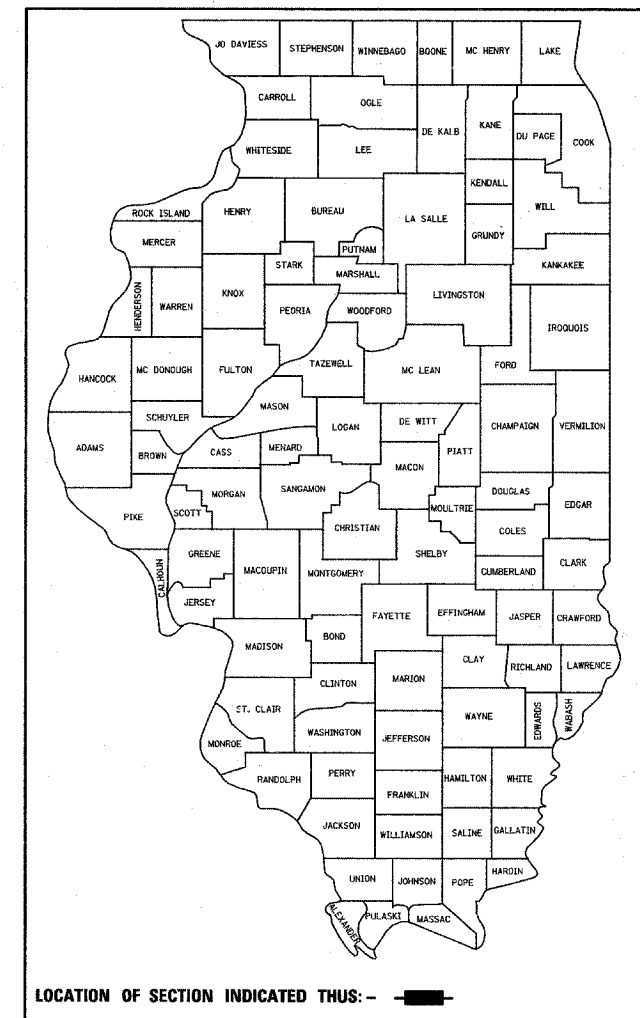 JO DAVIESS STEPHENSON WINNEBAGO BOONE MC HENRY LAKE
CARROLL OGLE DE KALB KANE DU PAGE COOK
WHITESIDE LEE
KENDALL WILL
ROCK ISLAND HENRY BUREAU LA SALLE GRUNDY
MERCER PUTNAM KANKAKEE
STARK MARSHALL
HENDERSON WARREN KNOX PEORIA WOODFORD LIVINGSTON IROQUOIS
HANCOCK MC DONOUGH FULTON TAZEWELL MC LEAN FORD
SCHUYLER MASON LOGAN DE WITT CHAMPAIGN VERMILION
ADAMS BROWN CASS MENARD MACON PIATT
SANGAMON DOUGLAS
PIKE SCOTT MORGAN CHRISTIAN MOULTRIE COLES EDGAR
CALHOUN GREENE MACOUPIN MONTGOMERY SHELBY CUMBERLAND CLARK
JERSEY FAYETTE EFFINGHAM JASPER CRAWFORD
MADISON BOND CLAY RICHLAND LAWRENCE
CLINTON MARION
ST. CLAIR WAYNE EDWARDS WABASH
MONROE WASHINGTON JEFFERSON
RANDOLPH PERRY HAMILTON WHITE
FRANKLIN
JACKSON WILLIAMSON SALINE GALLATIN
UNION JOHNSON POPE HARDIN
ALEXANDER PULASKI MASSAC
LOCATION OF SECTION INDICATED THUS: -